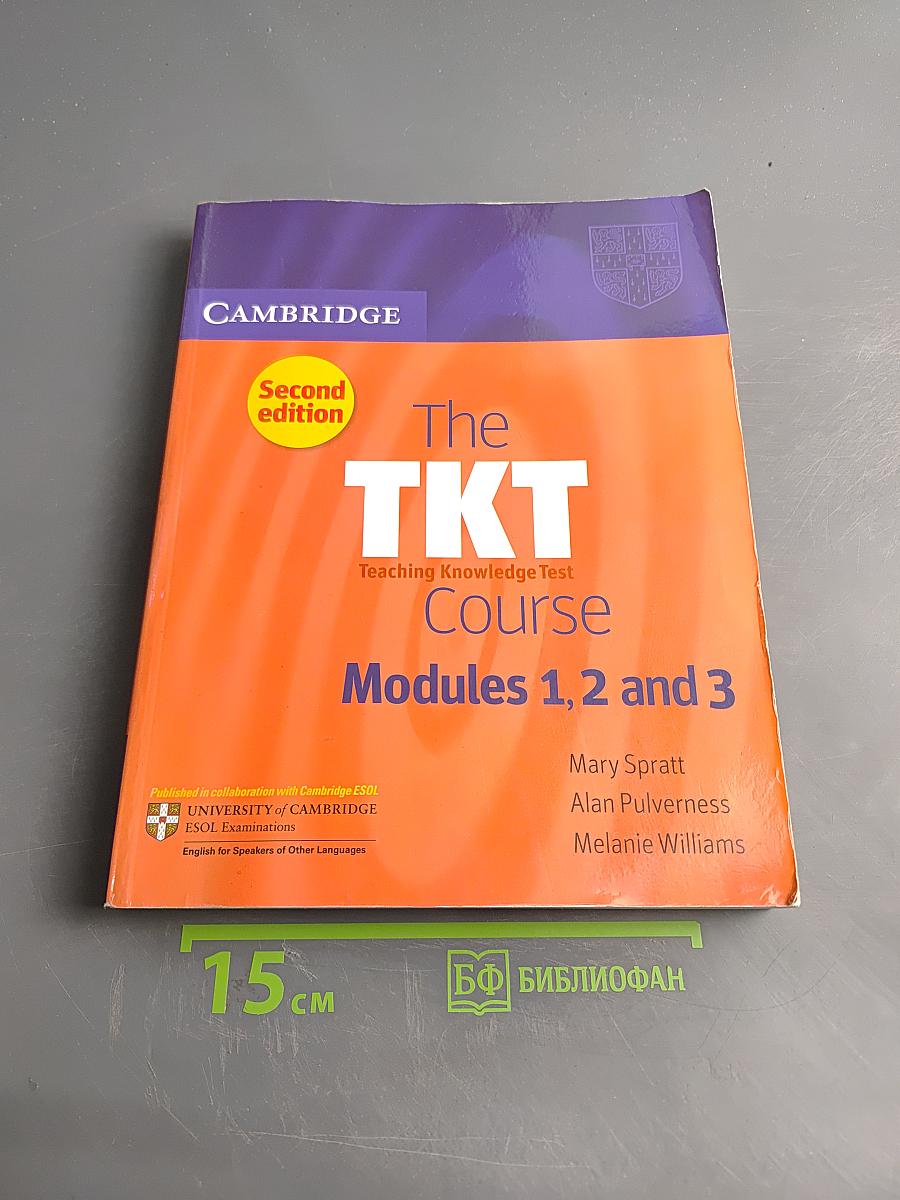 CAMBRIDGE
Second
edition
The
TKT
Teaching Knowledge Test
Course
Modules 1, 2 and 3
Mary Spratt
Alan Pulverness
Melanie Williams
Published in collaboration with Cambridge ESOL
UNIVERSITY of CAMBRIDGE
ESOL Examinations
English for Speakers of Other Languages
15 см
БФ БИБЛИОФАН